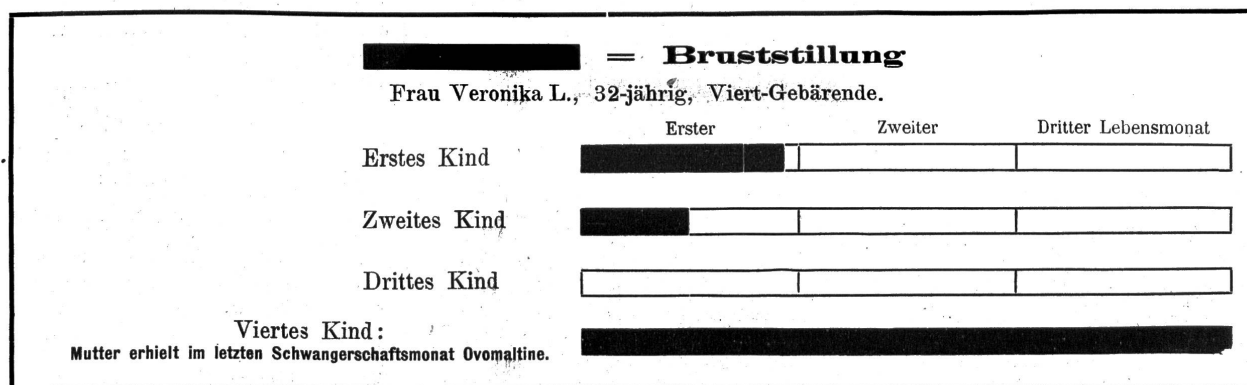 = Bruststillung
Frau Veronika L., 32-jährig, Viert-Gebärende.
Erster Zweiter Dritter Lebensmonat
Erstes Kind
Zweites Kind
Drittes Kind
Viertes Kind:
Mutter erhielt im letzten Schwangerschaftsmonat Ovomaltine.